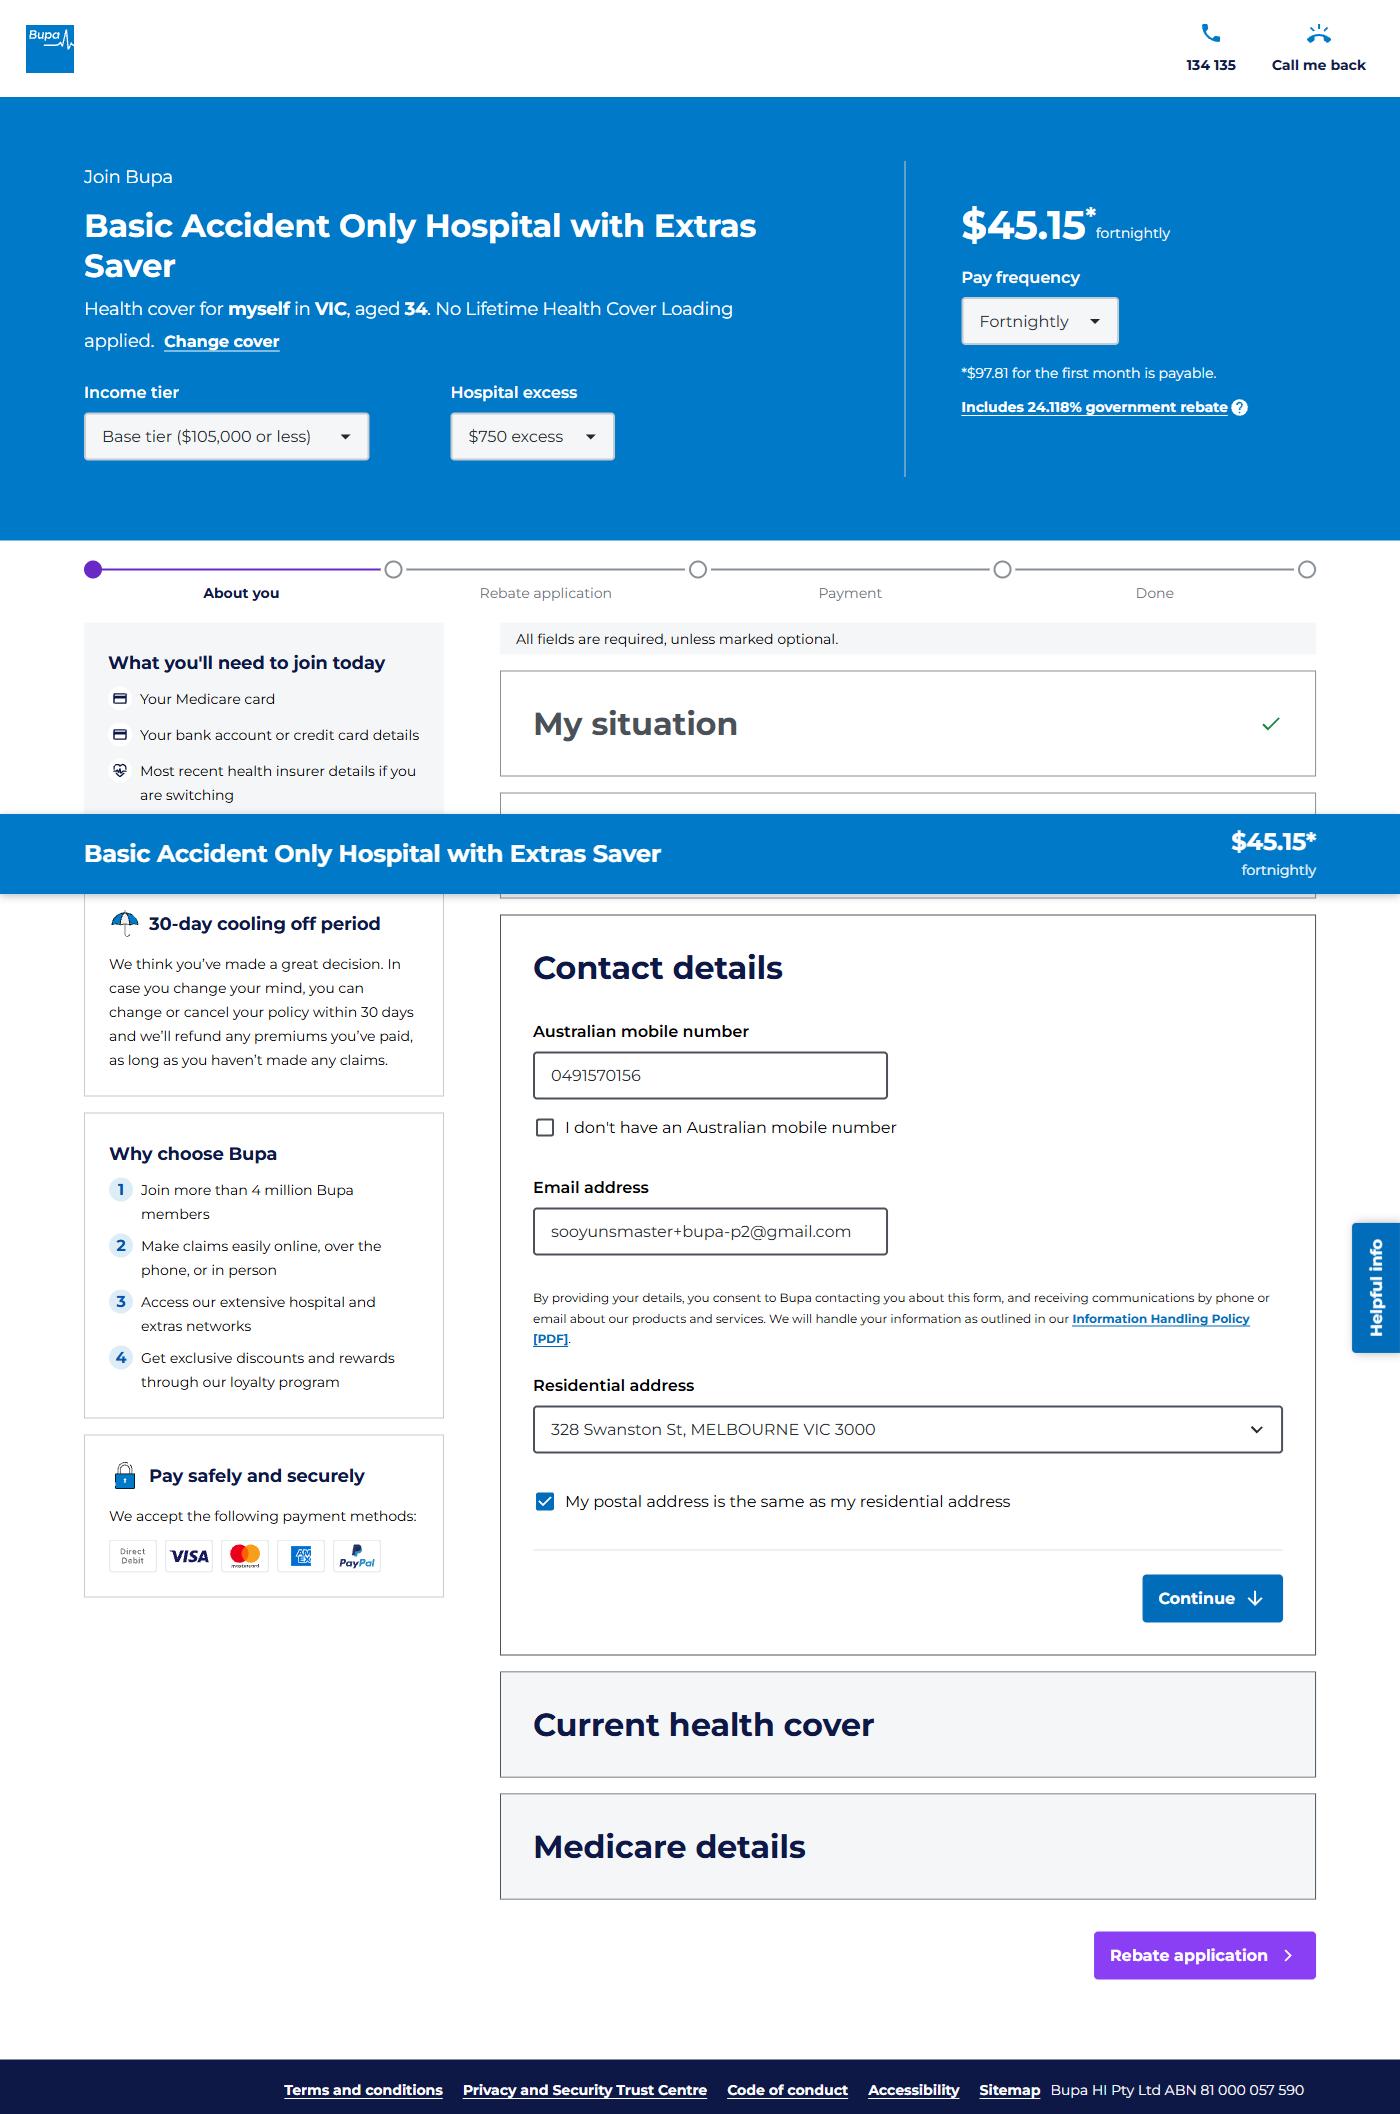 Bupa
134 135
Call me back
Join Bupa
Basic Accident Only Hospital with Extras
Saver
Health cover for myself in VIC, aged 34. No Lifetime Health Cover Loading
applied. Change cover
Income tier
Hospital excess
Base tier ($105,000 or less)
$750 excess
$45.15* fortnightly
Pay frequency
Fortnightly
*$97.81 for the first month is payable.
Includes 24.118% government rebate ?
About you
Rebate application
Payment
Done
What you'll need to join today
Your Medicare card
Your bank account or credit card details
Most recent health insurer details if you
are switching
All fields are required, unless marked optional.
My situation
Basic Accident Only Hospital with Extras Saver
$45.15*
fortnightly
30-day cooling off period
We think you’ve made a great decision. In
case you change your mind, you can
change or cancel your policy within 30 days
and we’ll refund any premiums you’ve paid,
as long as you haven’t made any claims.
Why choose Bupa
1 Join more than 4 million Bupa
members
2 Make claims easily online, over the
phone, or in person
3 Access our extensive hospital and
extras networks
4 Get exclusive discounts and rewards
through our loyalty program
Pay safely and securely
We accept the following payment methods:
Direct
Debit
VISA
mastercard
AM
EX
PayPal
Contact details
Australian mobile number
0491570156
I don't have an Australian mobile number
Email address
sooyunsmaster+bupa-p2@gmail.com
By providing your details, you consent to Bupa contacting you about this form, and receiving communications by phone or
email about our products and services. We will handle your information as outlined in our Information Handling Policy
[PDF].
Residential address
328 Swanston St, MELBOURNE VIC 3000
My postal address is the same as my residential address
Continue
Helpful info
Current health cover
Medicare details
Rebate application
Terms and conditions
Privacy and Security Trust Centre
Code of conduct
Accessibility
Sitemap
Bupa HI Pty Ltd ABN 81 000 057 590